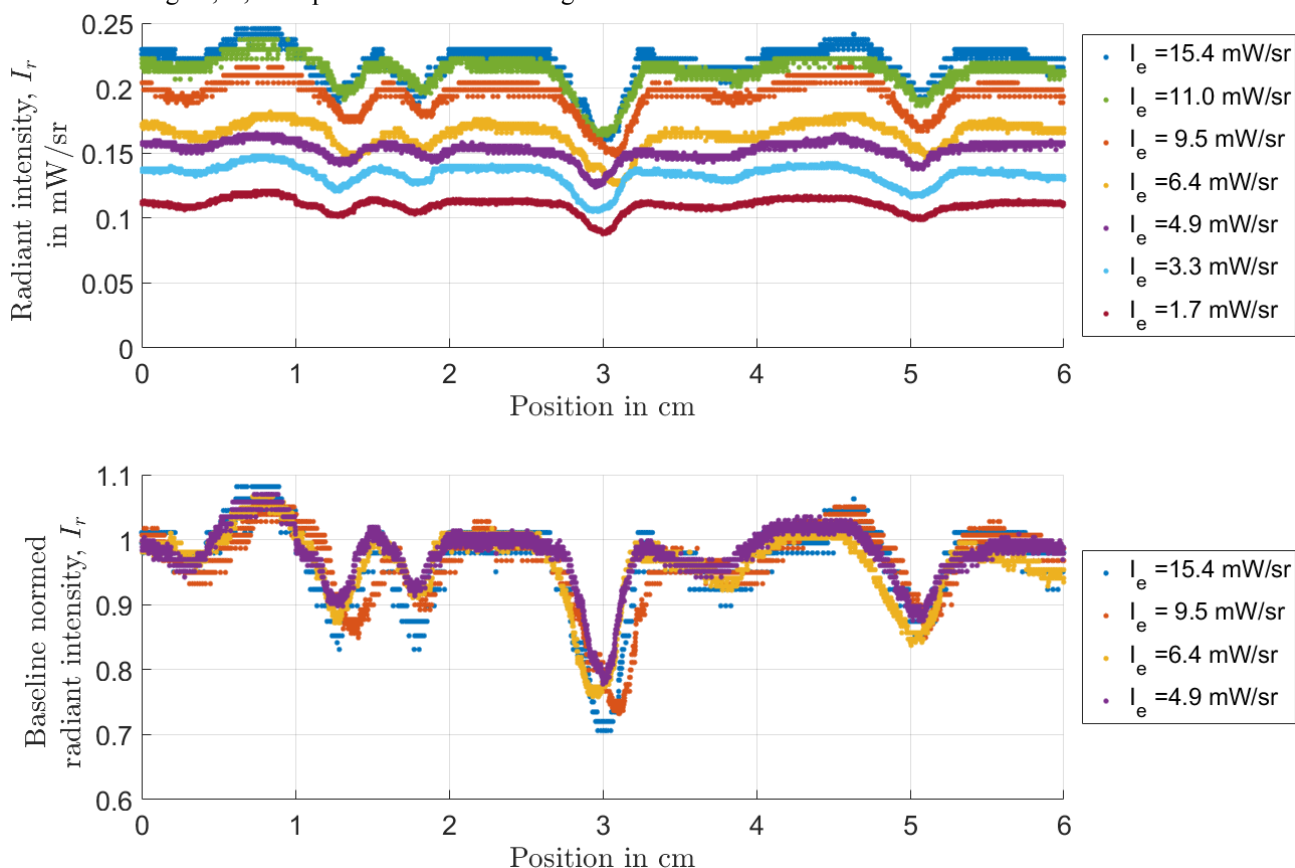 0.25
0.2
0.15
0.1
0.05
0
Radiant intensity, I_r
in mW/sr
0 1 2 3 4 5 6
Position in cm
I_e =15.4 mW/sr
I_e =11.0 mW/sr
I_e =9.5 mW/sr
I_e =6.4 mW/sr
I_e =4.9 mW/sr
I_e =3.3 mW/sr
I_e =1.7 mW/sr
1.1
1
0.9
0.8
0.7
0.6
Baseline normed
radiant intensity, I_r
0 1 2 3 4 5 6
Position in cm
I_e =15.4 mW/sr
I_e =9.5 mW/sr
I_e =6.4 mW/sr
I_e =4.9 mW/sr